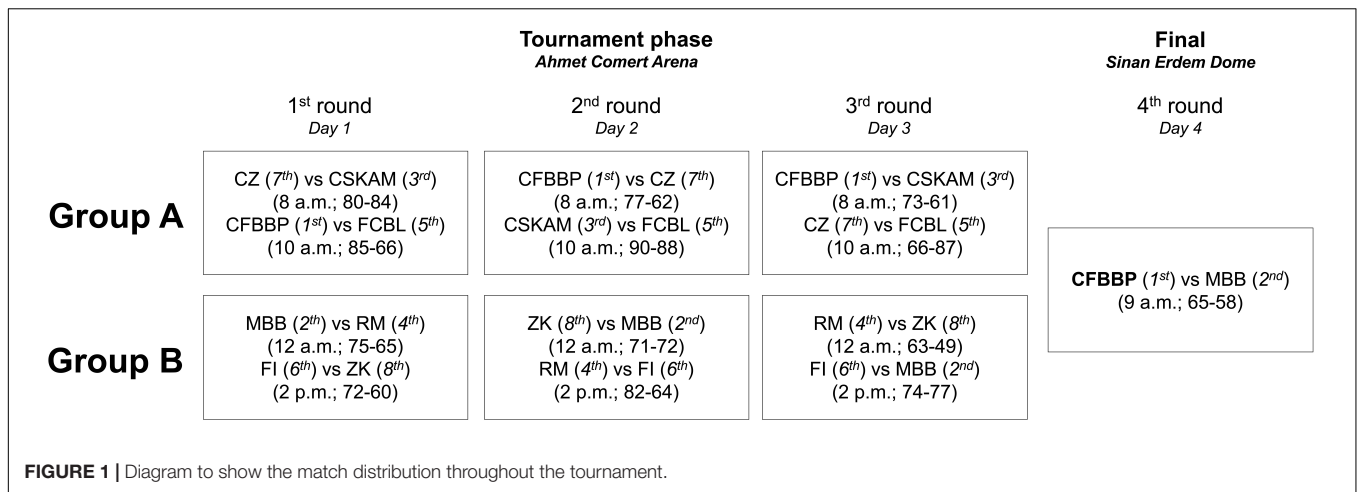 Tournament phase
Ahmet Comert Arena
Final
Sinan Erdem Dome
1st round
Day 1
2nd round
Day 2
3rd round
Day 3
4th round
Day 4
Group A
CZ (7th) vs CSKAM (3rd)
(8 a.m.; 80-84)
CFBBP (1st) vs FCBL (5th)
(10 a.m.; 85-66)
CFBBP (1st) vs CZ (7th)
(8 a.m.; 77-62)
CSKAM (3rd) vs FCBL (5th)
(10 a.m.; 90-88)
CFBBP (1st) vs CSKAM (3rd)
(8 a.m.; 73-61)
CZ (7th) vs FCBL (5th)
(10 a.m.; 66-87)
Group B
MBB (2th) vs RM (4th)
(12 a.m.; 75-65)
FI (6th) vs ZK (8th)
(2 p.m.; 72-60)
ZK (8th) vs MBB (2nd)
(12 a.m.; 71-72)
RM (4th) vs FI (6th)
(2 p.m.; 82-64)
RM (4th) vs ZK (8th)
(12 a.m.; 63-49)
FI (6th) vs MBB (2nd)
(2 p.m.; 74-77)
CFBBP (1st) vs MBB (2nd)
(9 a.m.; 65-58)
FIGURE 1 | Diagram to show the match distribution throughout the tournament.